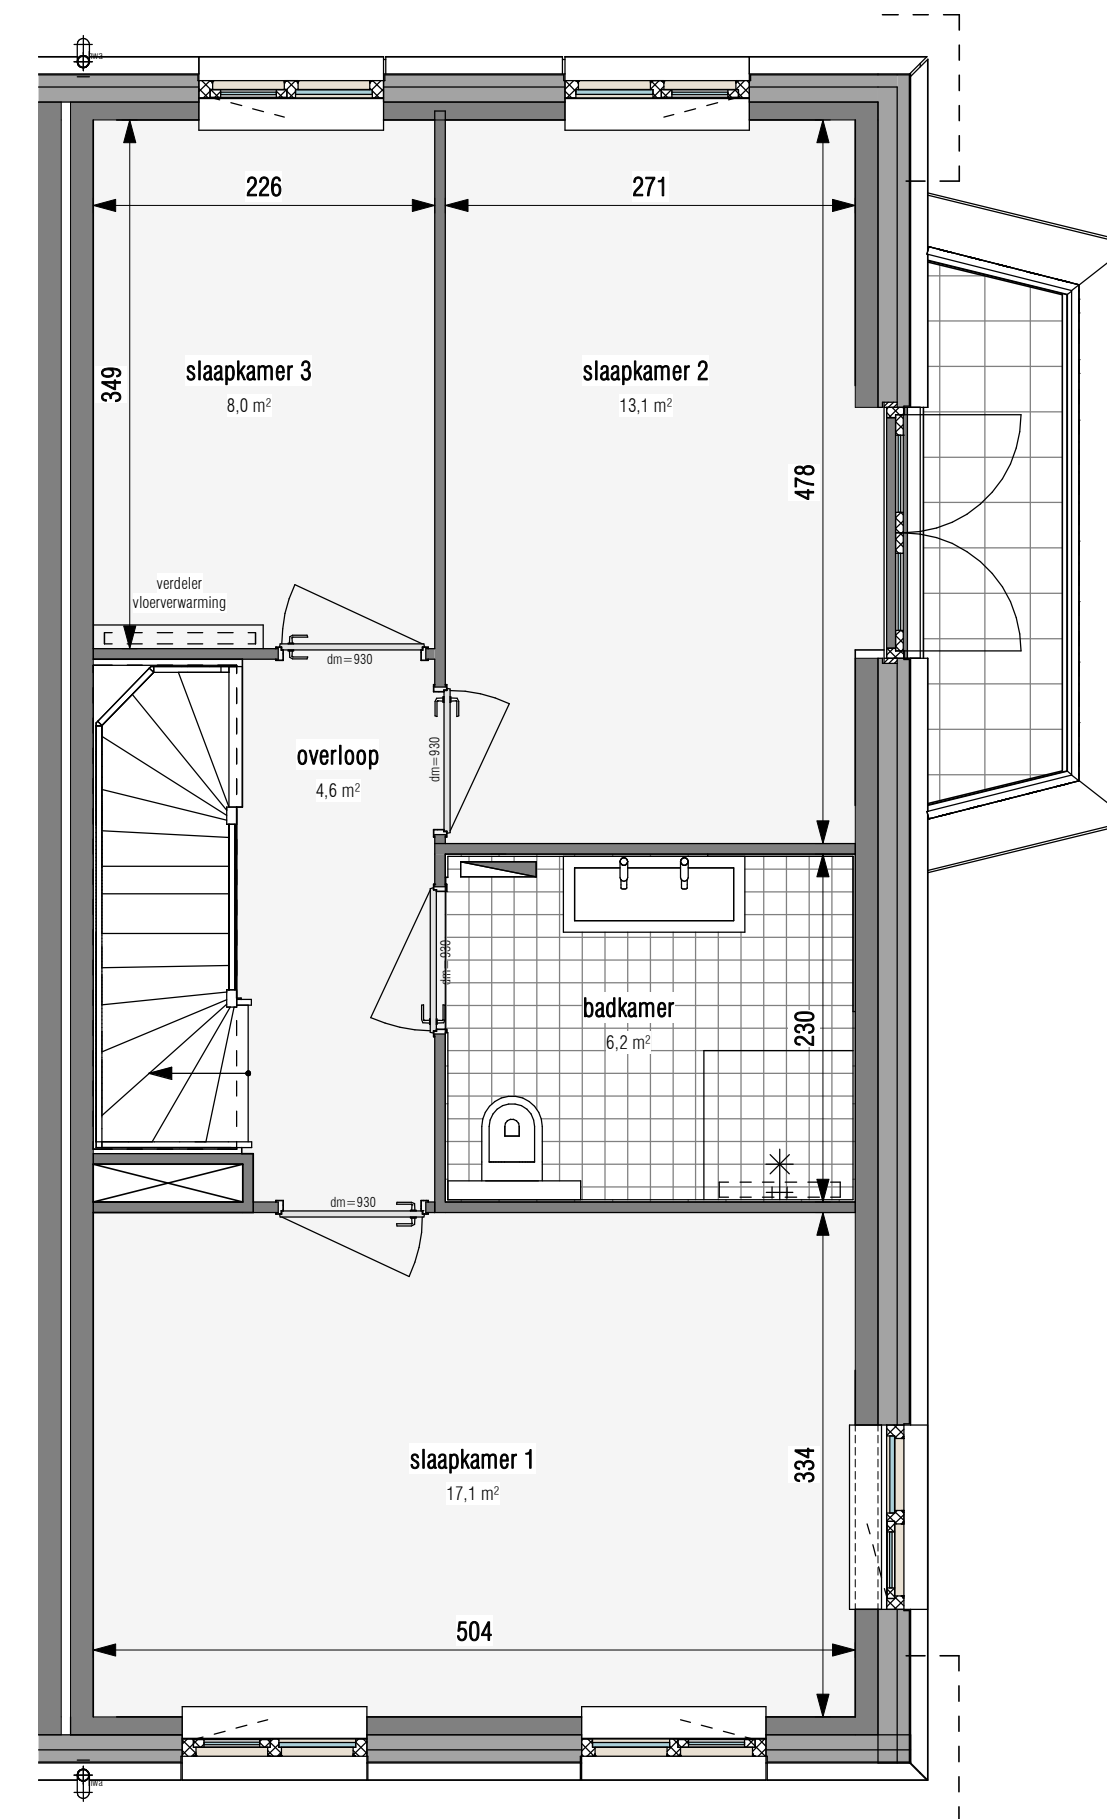 hwa
226
271
349
slaapkamer 3
8,0 m²
slaapkamer 2
13,1 m²
478
verdeler
vloerverwarming
dm=930
overloop
4,6 m²
dm=930
dm=930
badkamer
6,2 m²
230
dm=930
slaapkamer 1
17,1 m²
334
504
hwa